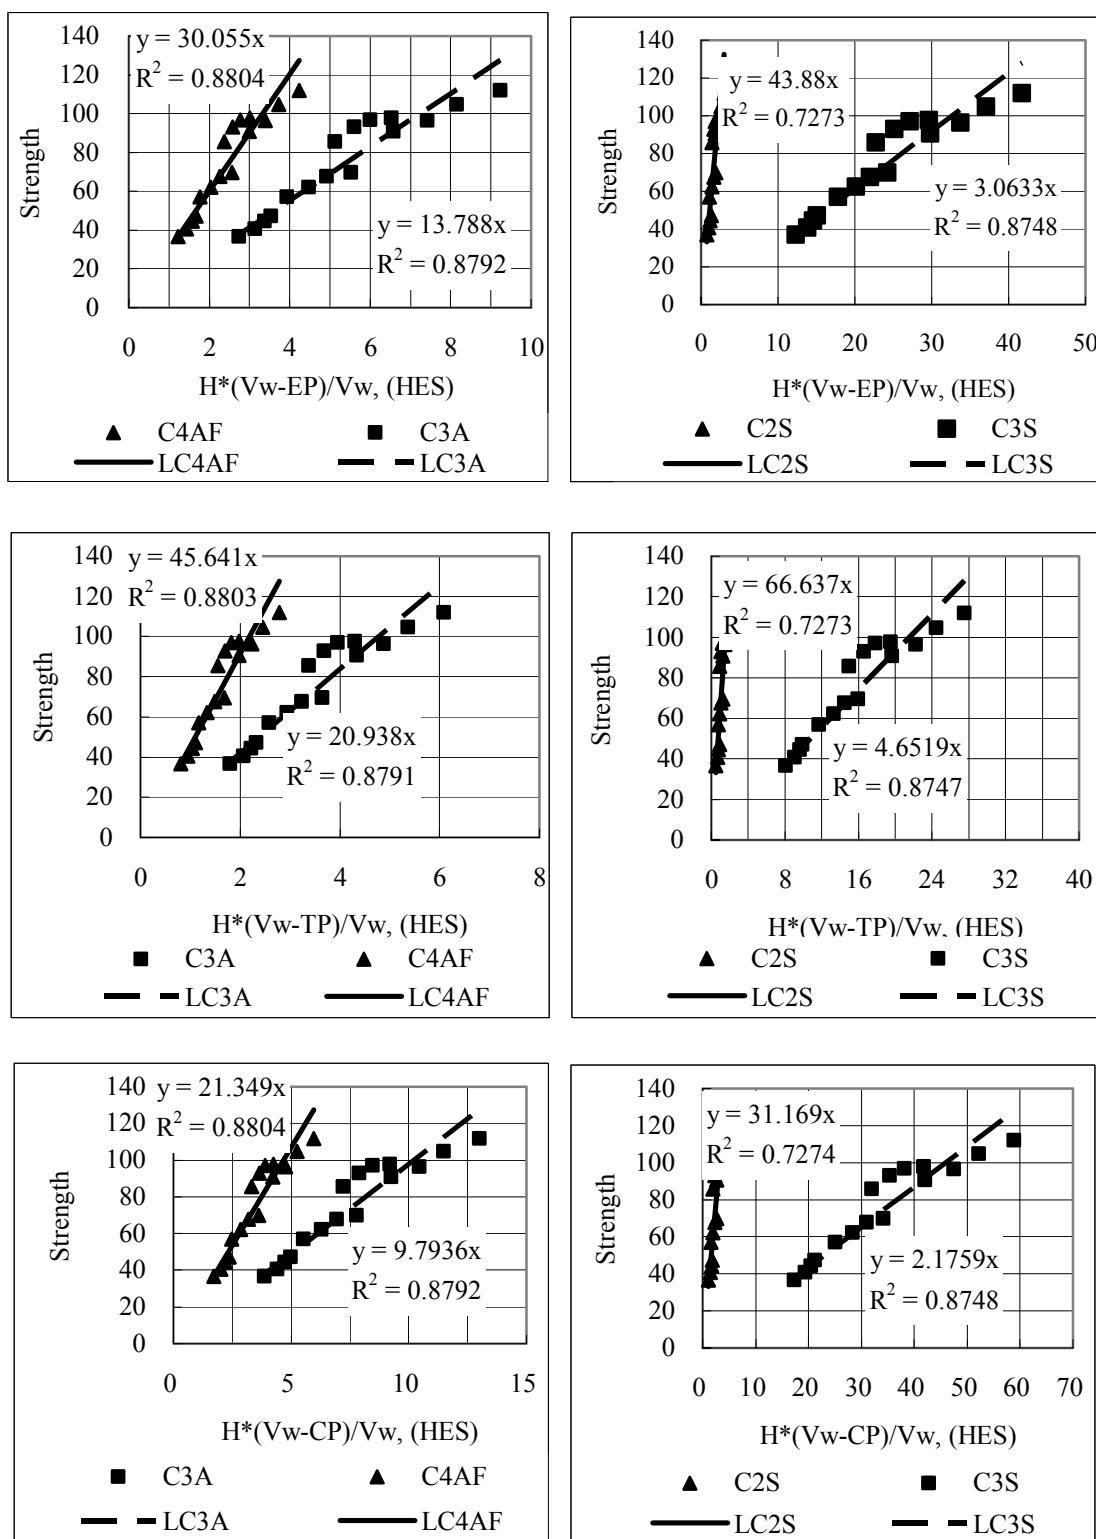 140
120
100
80
60
40
20
0
Strength
y = 30.055x
R² = 0.8804
y = 13.788x
R² = 0.8792
0 2 4 6 8 10
H*(Vw-EP)/Vw, (HES)
C4AF C3A
LC4AF LC3A
140
120
100
80
60
40
20
0
Strength
y = 43.88x
R² = 0.7273
y = 3.0633x
R² = 0.8748
0 10 20 30 40 50
H*(Vw-EP)/Vw, (HES)
C2S C3S
LC2S LC3S
140
120
100
80
60
40
20
0
Strength
y = 45.641x
R² = 0.8803
y = 20.938x
R² = 0.8791
0 2 4 6 8
H*(Vw-TP)/Vw, (HES)
C3A C4AF
LC3A LC4AF
140
120
100
80
60
40
20
0
Strength
y = 66.637x
R² = 0.7273
y = 4.6519x
R² = 0.8747
0 8 16 24 32 40
H*(Vw-TP)/Vw, (HES)
C2S C3S
LC2S LC3S
140
120
100
80
60
40
20
0
Strength
y = 21.349x
R² = 0.8804
y = 9.7936x
R² = 0.8792
0 5 10 15
H*(Vw-CP)/Vw, (HES)
C3A C4AF
LC3A LC4AF
140
120
100
80
60
40
20
0
Strength
y = 31.169x
R² = 0.7274
y = 2.1759x
R² = 0.8748
0 10 20 30 40 50 60 70
H*(Vw-CP)/Vw, (HES)
C2S C3S
LC2S LC3S